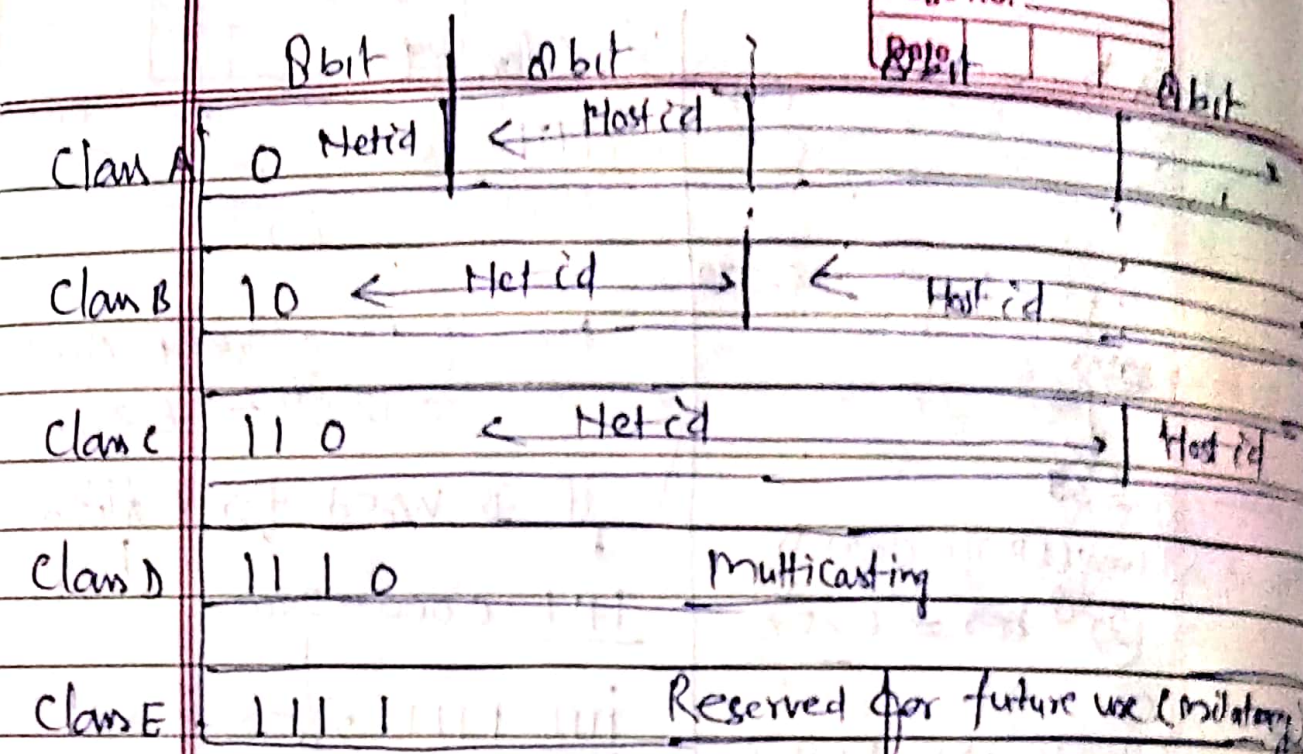 8bit 8bit 8bit 8bit
Class A 0 Netid Host id
Class B 10 Net id Host id
Class C 110 Net id Host id
Class D 1110 Multicasting
Class E 1111 Reserved for future use (